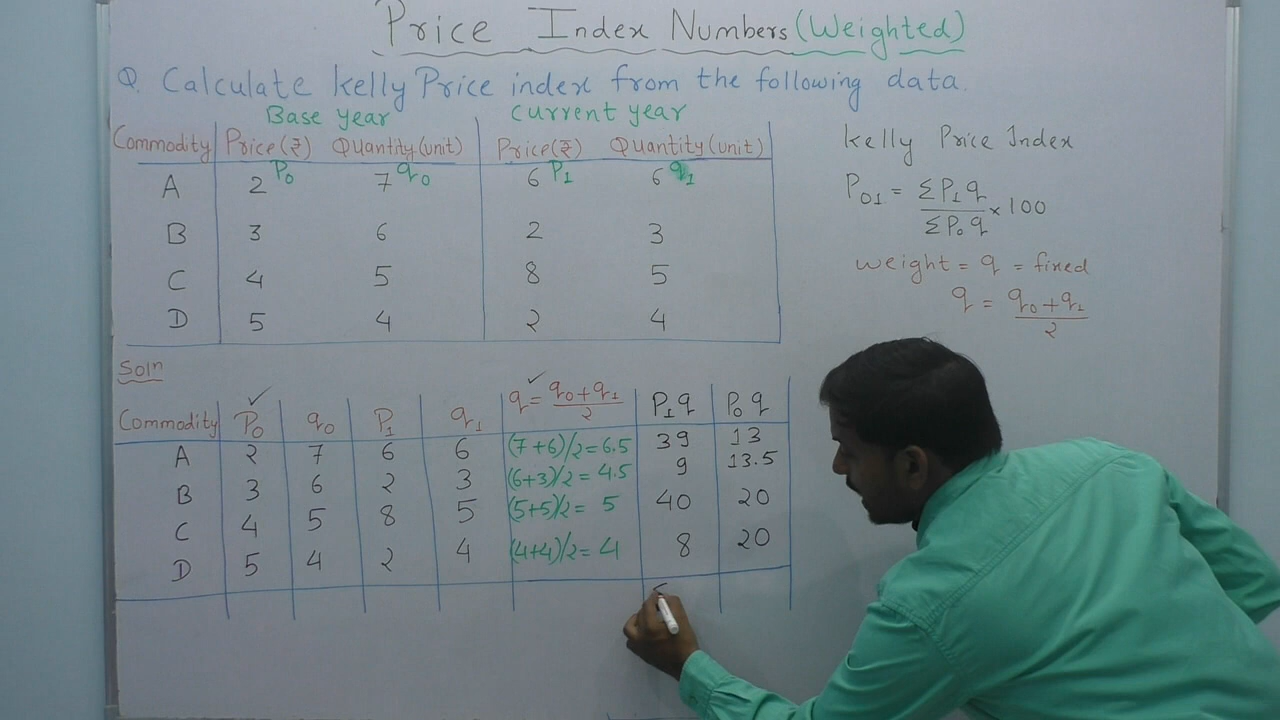 Price Index Numbers (Weighted)
Q. Calculate kelly Price index from the following data.
Base year Current year
Commodity Price(₹) Quantity(unit) Price(₹) Quantity(unit)
P₀ q₀ P₁ q₁
A 2 7 6 6
B 3 6 2 3
C 4 5 8 5
D 5 4 2 4
kelly Price Index
P₀₁ = ΣP₁q / ΣP₀q × 100
weight = q = fixed
q = q₀+q₁ / 2
Soln
Commodity P₀ ✓ q₀ P₁ q₁ q ✓ = q₀+q₁ / 2 P₁q P₀q
A 2 7 6 6 (7+6)/2 = 6.5 39 13
B 3 6 2 3 (6+3)/2 = 4.5 9 13.5
C 4 5 8 5 (5+5)/2 = 5 40 20
D 5 4 2 4 (4+4)/2 = 4 8 20